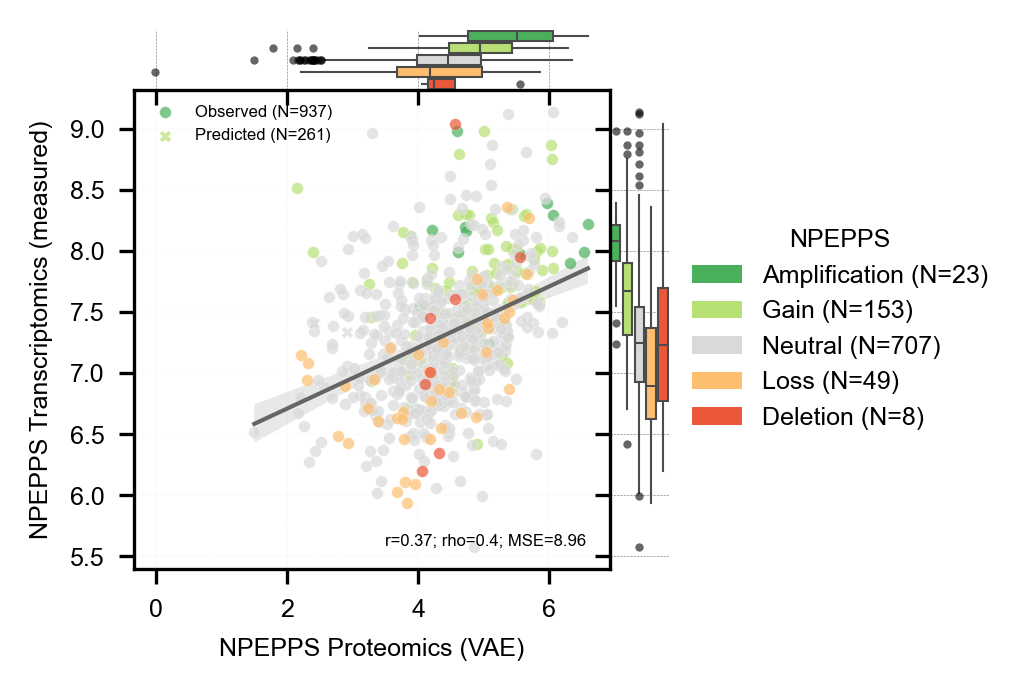 Observed (N=937)
Predicted (N=261)
9.0
8.5
8.0
7.5
7.0
6.5
6.0
5.5
NPEPPS Transcriptomics (measured)
r=0.37; rho=0.4; MSE=8.96
0
2
4
6
NPEPPS Proteomics (VAE)
NPEPPS
Amplification (N=23)
Gain (N=153)
Neutral (N=707)
Loss (N=49)
Deletion (N=8)